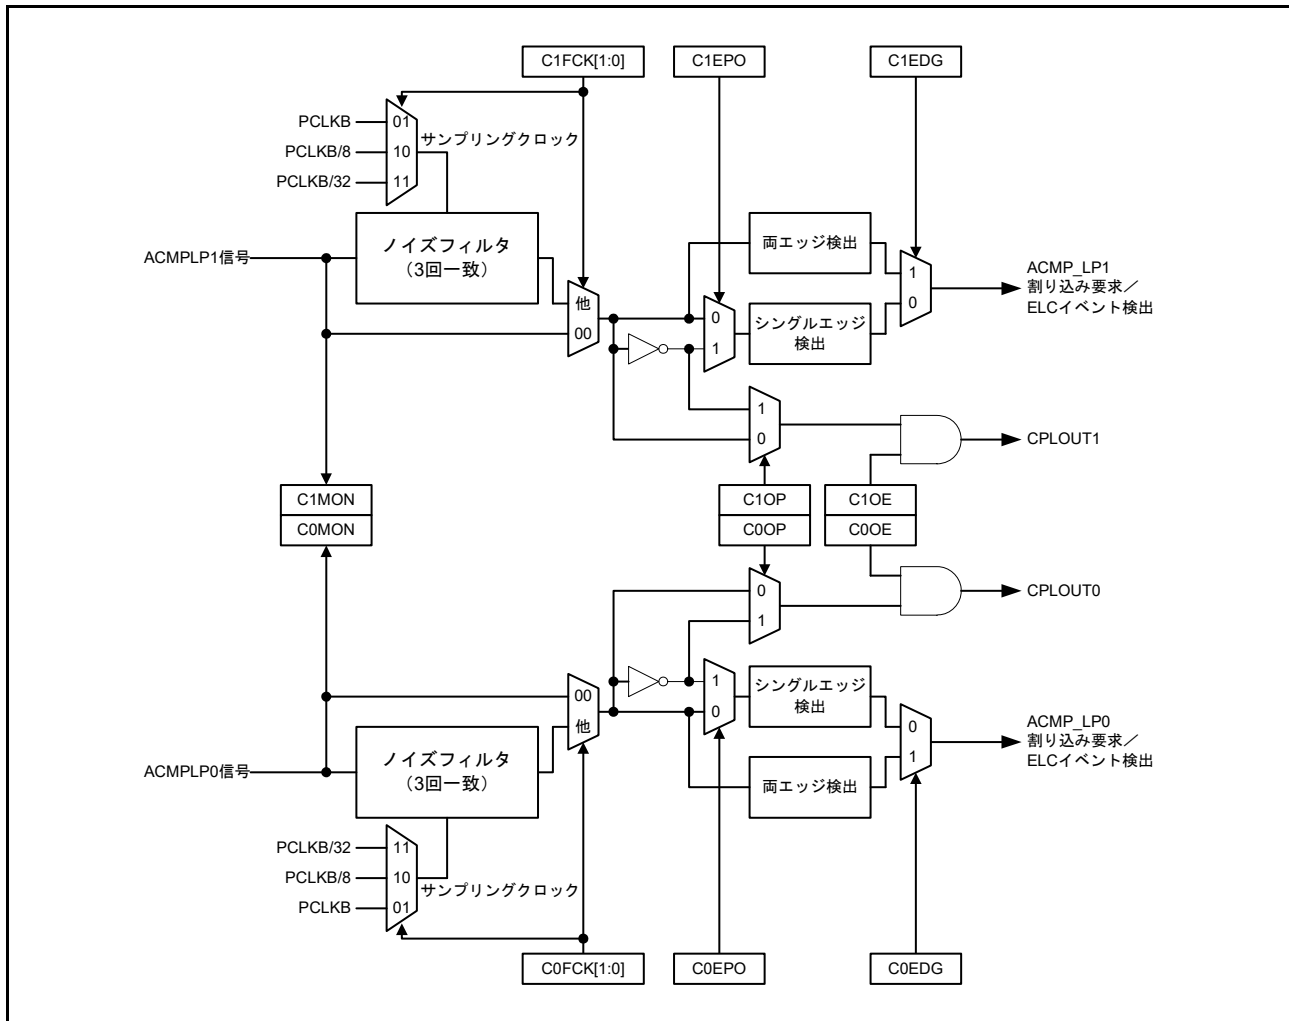 C1FCK[1:0]
C1EPO
C1EDG
PCLKB
01
サンプリングクロック
PCLKB/8
10
PCLKB/32
11
ノイズフィルタ
（3回一致）
ACMPLP1信号
他
00
両エッジ検出
0
1
シングルエッジ
検出
1
0
ACMP_LP1
割り込み要求／
ELCイベント検出
1
0
CPLOUT1
C1MON
C0MON
C1OP
C0OP
C1OE
C0OE
0
1
CPLOUT0
00
他
1
0
シングルエッジ
検出
両エッジ検出
0
1
ACMP_LP0
割り込み要求／
ELCイベント検出
ACMPLP0信号
ノイズフィルタ
（3回一致）
PCLKB/32
11
PCLKB/8
10
サンプリングクロック
PCLKB
01
C0FCK[1:0]
C0EPO
C0EDG